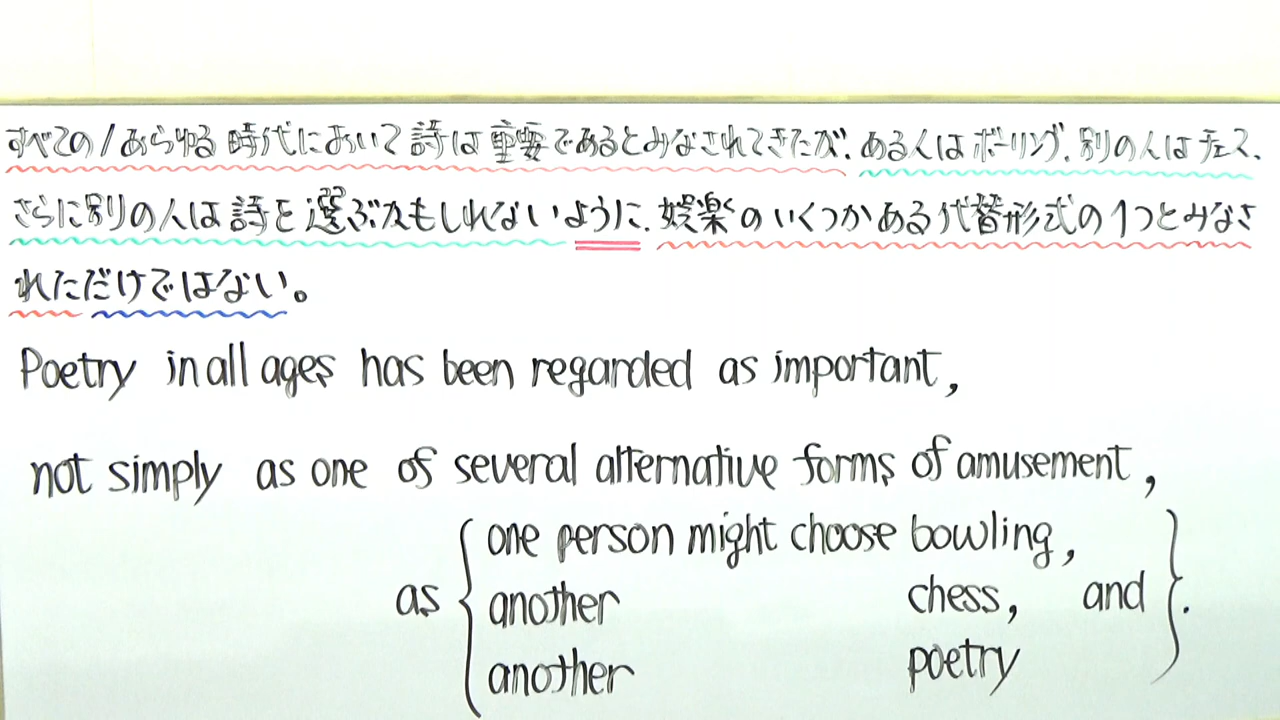 すべての/あらゆる時代において詩は重要であるとみなされてきたが、ある人はボーリング、別の人はチェス、
さらに別の人は詩を選ぶかもしれないように、娯楽のいくつかある代替形式の1つとみなさ
れただけではない。
Poetry in all ages has been regarded as important,
not simply as one of several alternative forms of amusement,
one person might choose bowling,
as another chess, and .
another poetry